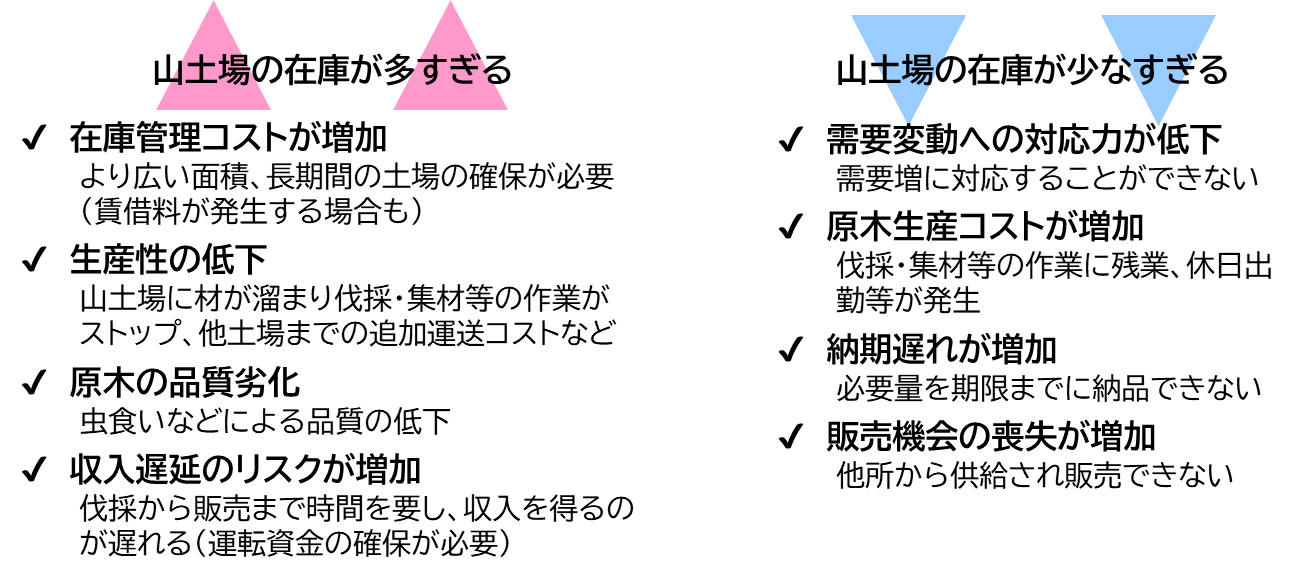 山土場の在庫が多すぎる
✓ 在庫管理コストが増加
より広い面積、長期間の土場の確保が必要
（賃借料が発生する場合も）
✓ 生産性の低下
山土場に材が溜まり伐採・集材等の作業が
ストップ、他土場までの追加運送コストなど
✓ 原木の品質劣化
虫食いなどによる品質の低下
✓ 収入遅延のリスクが増加
伐採から販売まで時間を要し、収入を得るの
が遅れる（運転資金の確保が必要）
山土場の在庫が少なすぎる
✓ 需要変動への対応力が低下
需要増に対応することができない
✓ 原木生産コストが増加
伐採・集材等の作業に残業、休日出
勤等が発生
✓ 納期遅れが増加
必要量を期限までに納品できない
✓ 販売機会の喪失が増加
他所から供給され販売できない